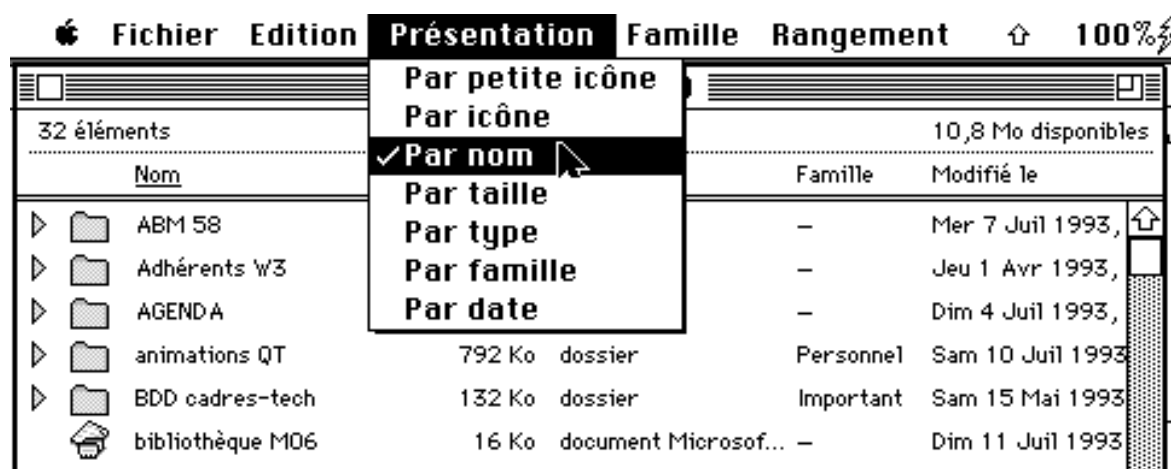 Fichier Edition Présentation Famille Rangement 100%
Par petite icône
Par icône
32 éléments 10,8 Mo disponibles
✓Par nom
Nom Famille Modifié le
Par taille
ABM 58 – Mer 7 Juil 1993,
Par type
Adhérents W3 – Jeu 1 Avr 1993,
Par famille
AGENDA – Dim 4 Juil 1993,
Par date
animations QT 792 Ko dossier Personnel Sam 10 Juil 1993
BDD cadres-tech 132 Ko dossier Important Sam 15 Mai 1993
bibliothèque M06 16 Ko document Microsof... – Dim 11 Juil 1993